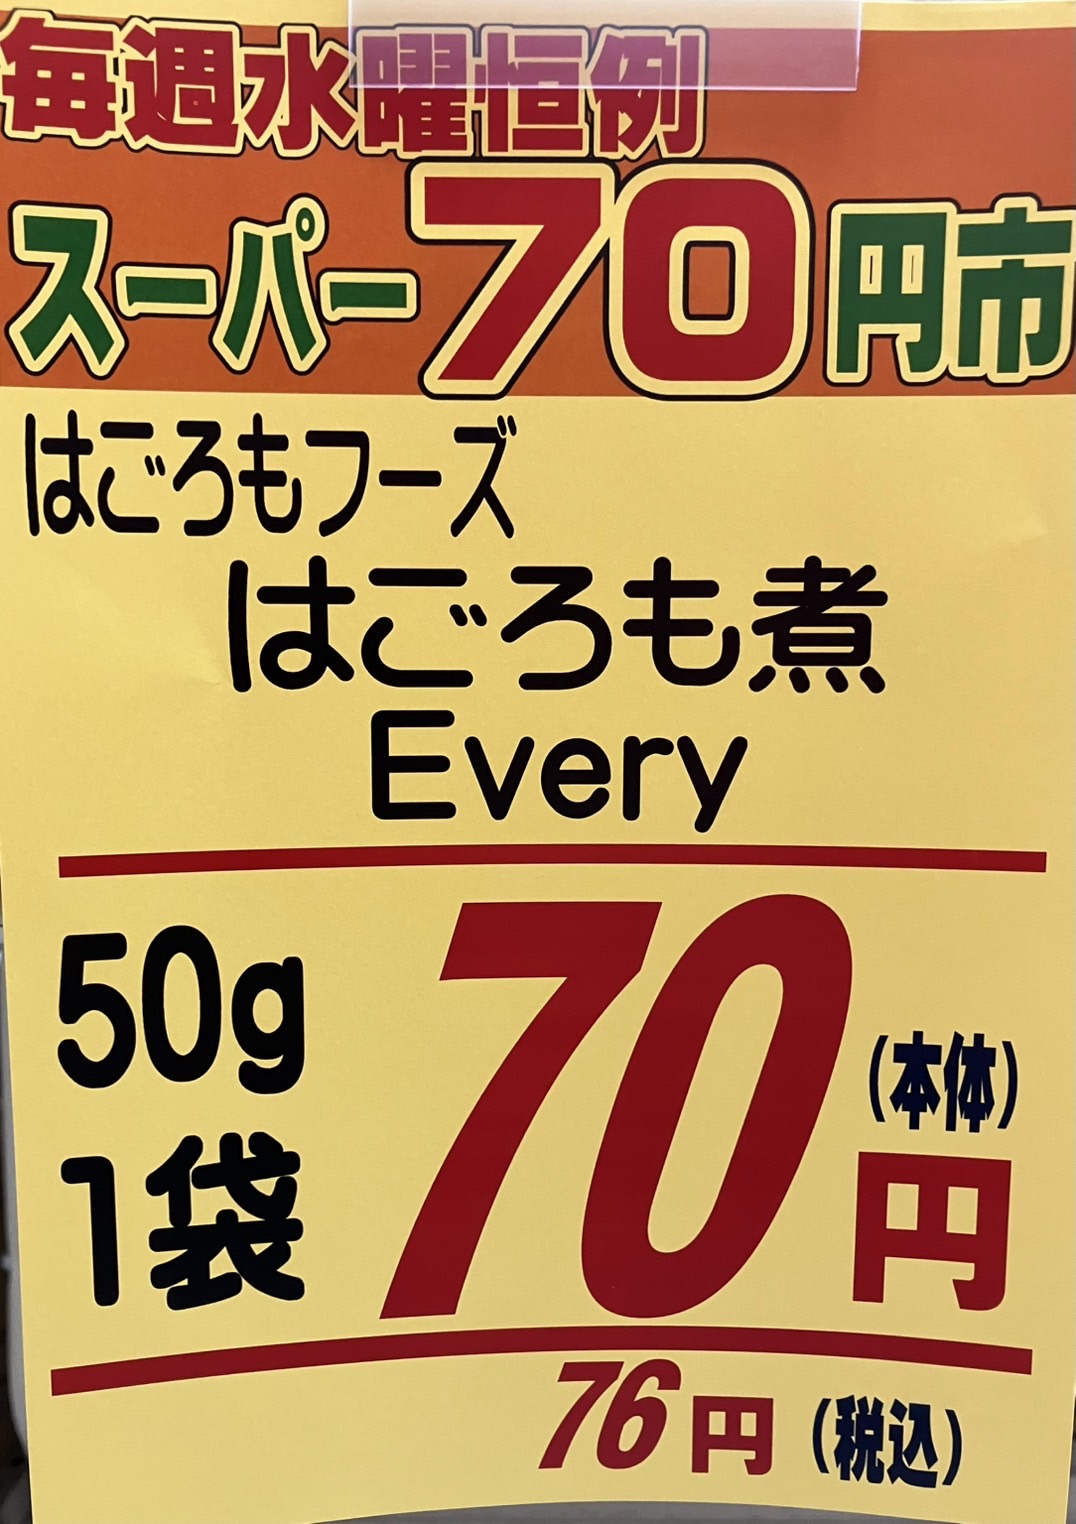 毎週水曜恒例
スーパー70円市
はごろもフーズ
はごろも煮
Every
50g
1袋
70円
(本体)
76円(税込)